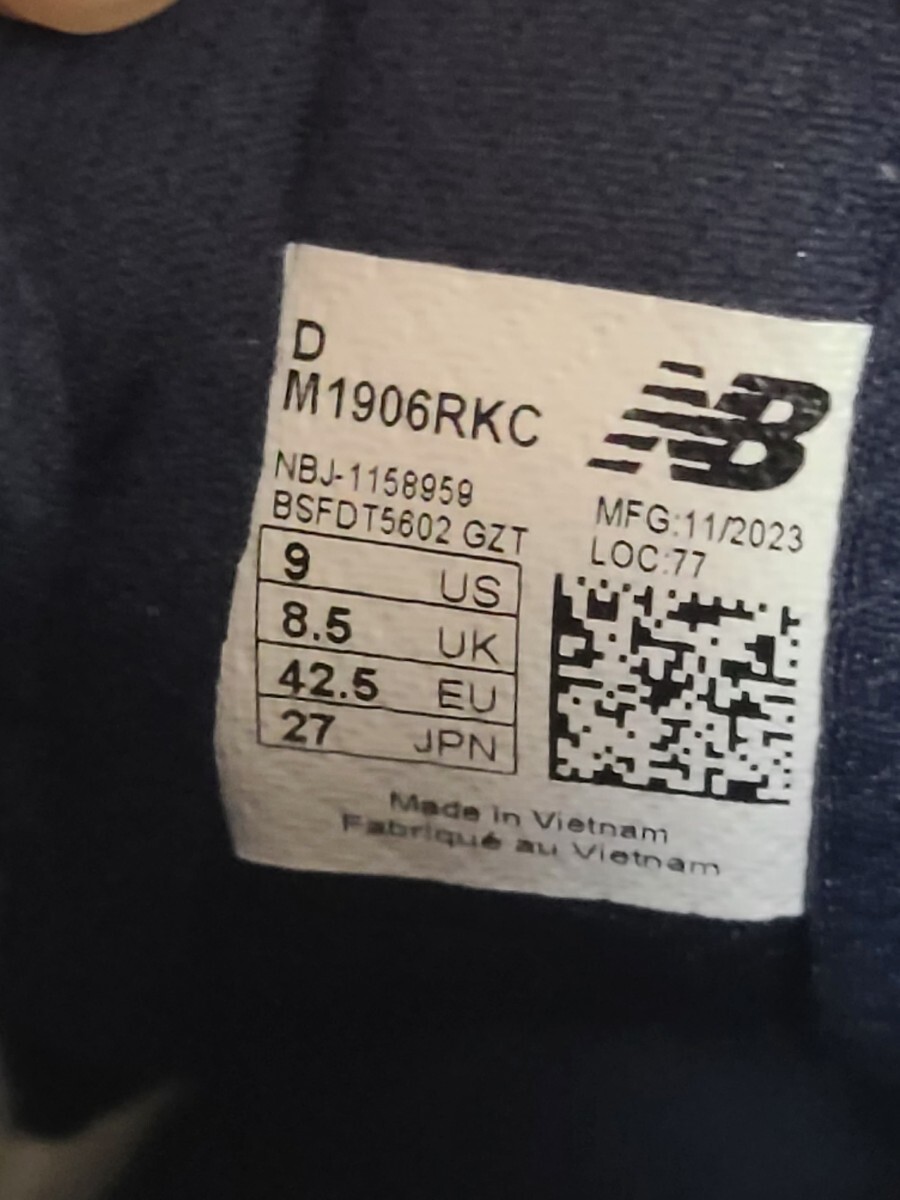 D
M1906RKC
NBJ-1158959
BSFDT5602 GZT
NB
MFG:11/2023
LOC:77
9 US
8.5 UK
42.5 EU
27 JPN
Made in Vietnam
Fabriqué au Vietnam